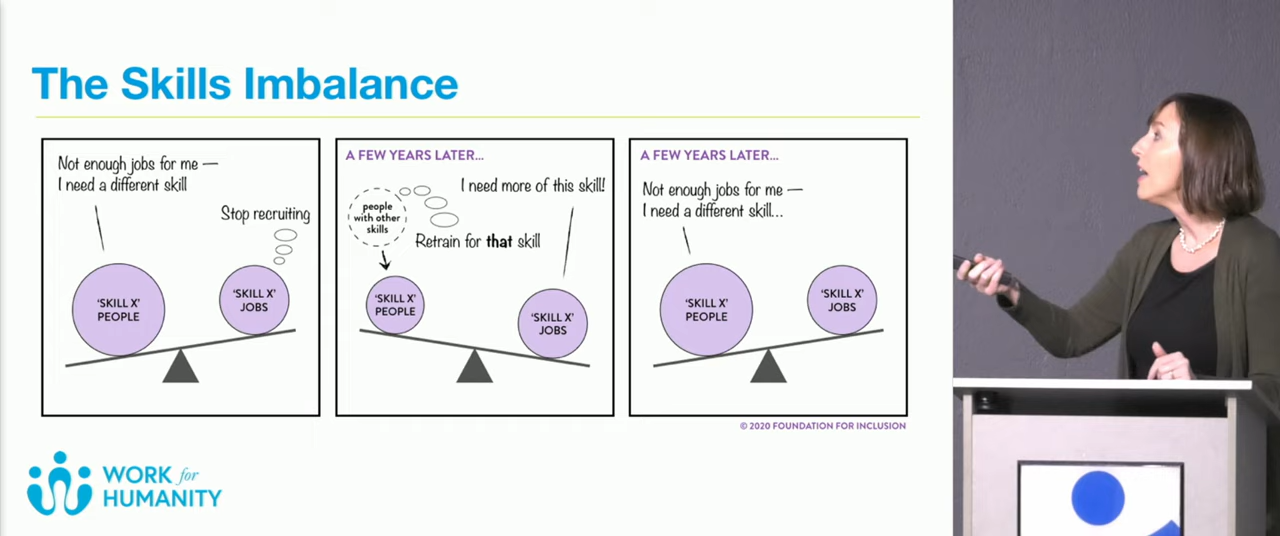 The Skills Imbalance
Not enough jobs for me —
I need a different skill
Stop recruiting
'SKILL X'
PEOPLE
'SKILL X'
JOBS
A FEW YEARS LATER...
people
with other
skills
I need more of this skill!
Retrain for that skill
'SKILL X'
PEOPLE
'SKILL X'
JOBS
A FEW YEARS LATER...
Not enough jobs for me —
I need a different skill...
'SKILL X'
PEOPLE
'SKILL X'
JOBS
© 2020 FOUNDATION FOR INCLUSION
WORK for
HUMANITY